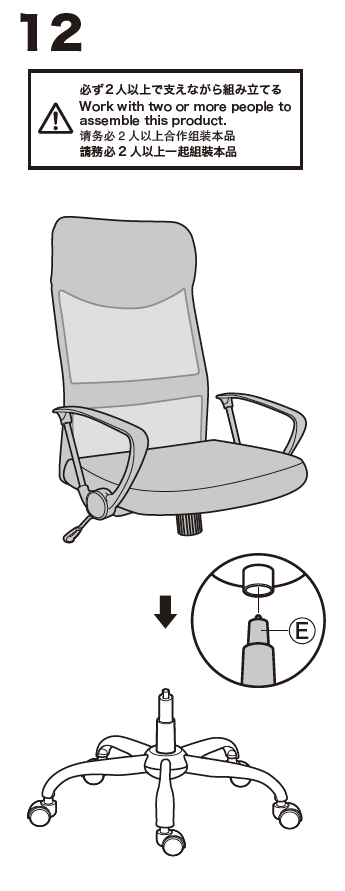 12
必ず2人以上で支えながら組み立てる
Work with two or more people to
assemble this product.
请务必 2 人以上合作组装本品
請務必 2 人以上一起組裝本品
E